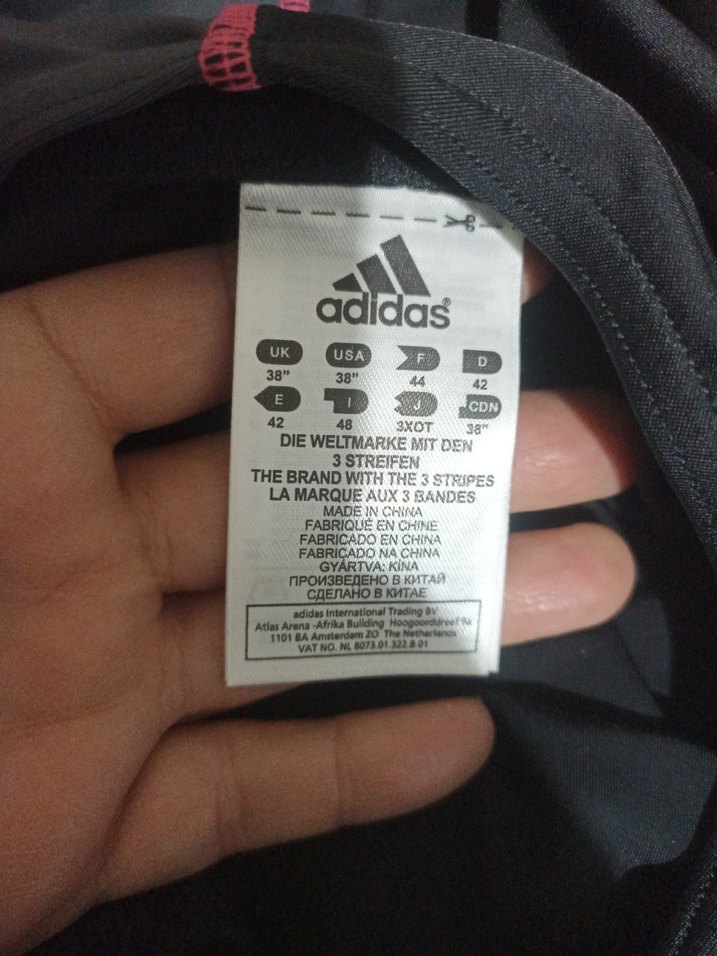 adidas®
UK USA F D
38" 38" 44 42
E I J CDN
42 48 3XOT 38"
DIE WELTMARKE MIT DEN
3 STREIFEN
THE BRAND WITH THE 3 STRIPES
LA MARQUE AUX 3 BANDES
MADE IN CHINA
FABRIQUÉ EN CHINE
FABRICADO EN CHINA
FABRICADO NA CHINA
GYÁRTVA: KÍNA
ПРОИЗВЕДЕНО В КИТАЙ
СДЕЛАНО В КИТАЕ
adidas International Trading BV
Atlas Arena -Afrika Building Hoogoorddreef 9a
1101 BA Amsterdam ZO The Netherlands
VAT NO. NL 8073.01.322.B.01